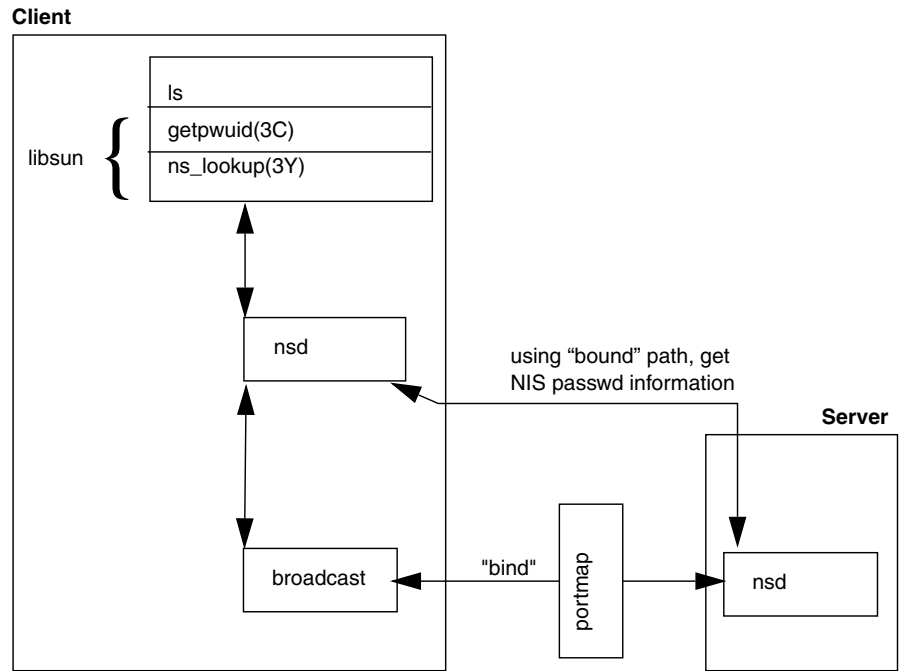 Client
ls
getpwuid(3C)
libsun {
ns_lookup(3Y)
nsd
using “bound” path, get
NIS passwd information
Server
broadcast
"bind"
portmap
nsd